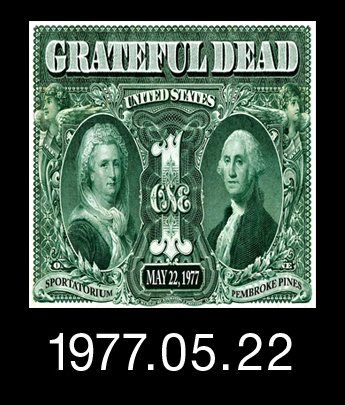 GRATEFUL DEAD
UNITED STATES
1
ONE
MAY 22, 1977
SPORTATORIUM
PEMBROKE PINES
1977.05.22